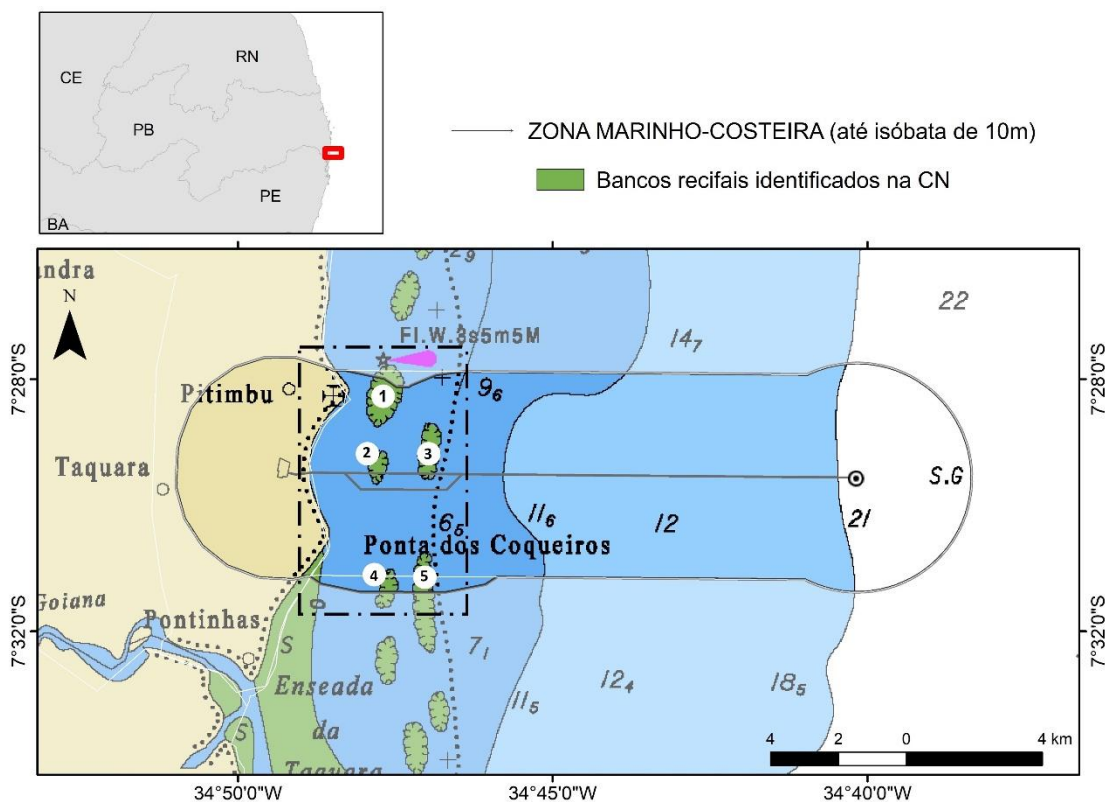 RN
CE
PB
PE
BA
ZONA MARINHO-COSTEIRA (até isóbata de 10m)
Bancos recifais identificados na CN
andra
N
2₉
Fl.W.3s5m5M
14₇
22
7°28'0"S
7°28'0"S
Pitimbu
1
9₆
Taquara
2
3
S.G
6₅
11₆
12
21
Ponta dos Coqueiros
4
5
Goiana
Pontinhas
7°32'0"S
7°32'0"S
S
7₁
Enseada
12₄
18₅
11₅
da
S
Taquara
4
2
0
4 km
34°50'0"W
34°45'0"W
34°40'0"W